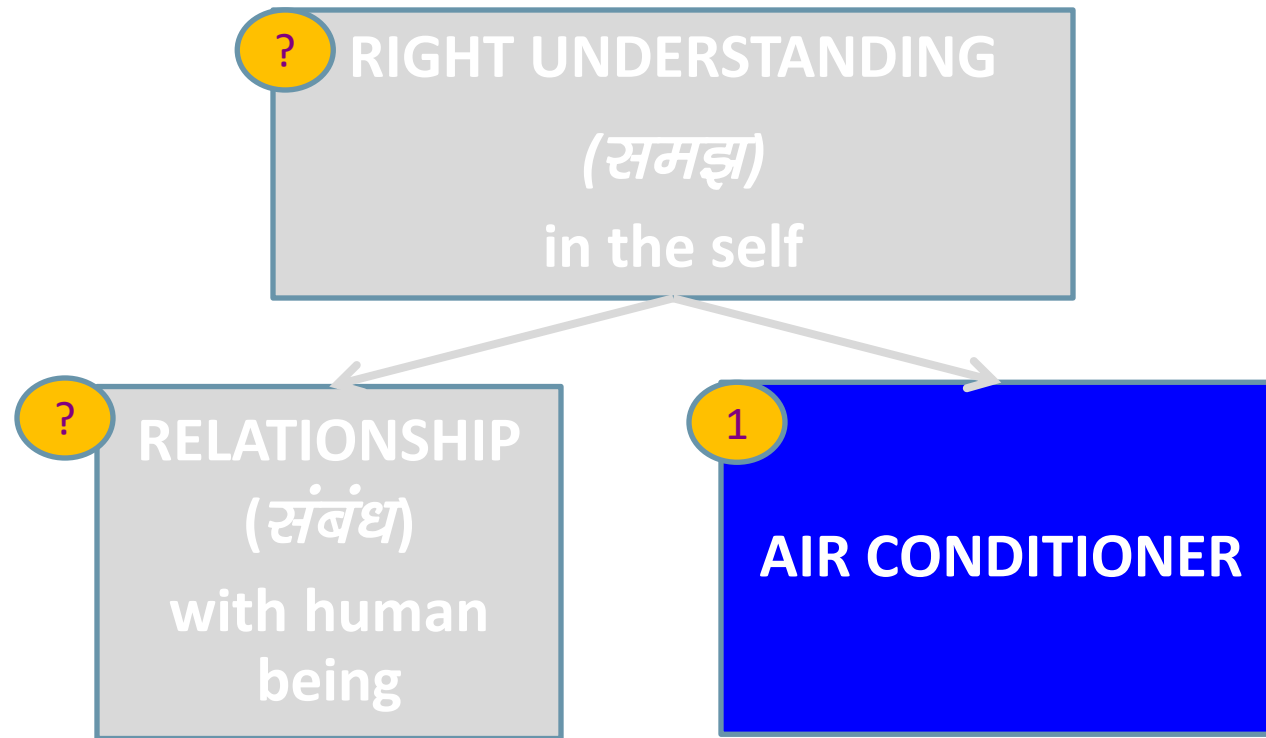 ?
RIGHT UNDERSTANDING
(समझ)
in the self
?
RELATIONSHIP
(संबंध)
with human
being
1
AIR CONDITIONER